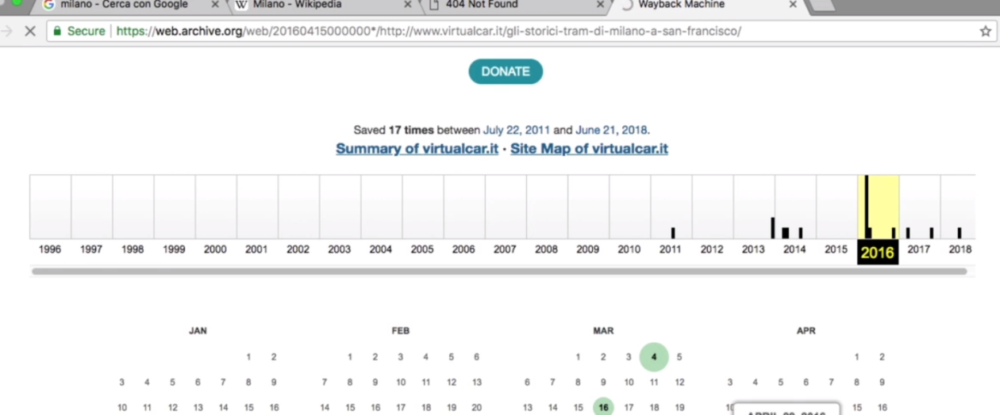 milano - Cerca con Google
Milano - Wikipedia
404 Not Found
Wayback Machine
Secure https://web.archive.org/web/20160415000000*/http://www.virtualcar.it/gli-storici-tram-di-milano-a-san-francisco/
DONATE
Saved 17 times between July 22, 2011 and June 21, 2018.
Summary of virtualcar.it · Site Map of virtualcar.it
1996 1997 1998 1999 2000 2001 2002 2003 2004 2005 2006 2007 2008 2009 2010 2011 2012 2013 2014 2015 2016 2017 2018
JAN FEB MAR APR
1 2 1 2 3 4 5 6 1 2 3 4 5 1 2
3 4 5 6 7 8 9 7 8 9 10 11 12 13 6 7 8 9 10 11 12 3 4 5 6 7 8 9
10 11 12 13 14 15 16 14 15 16 17 18 19 20 13 14 15 16 17 18 19 15 16